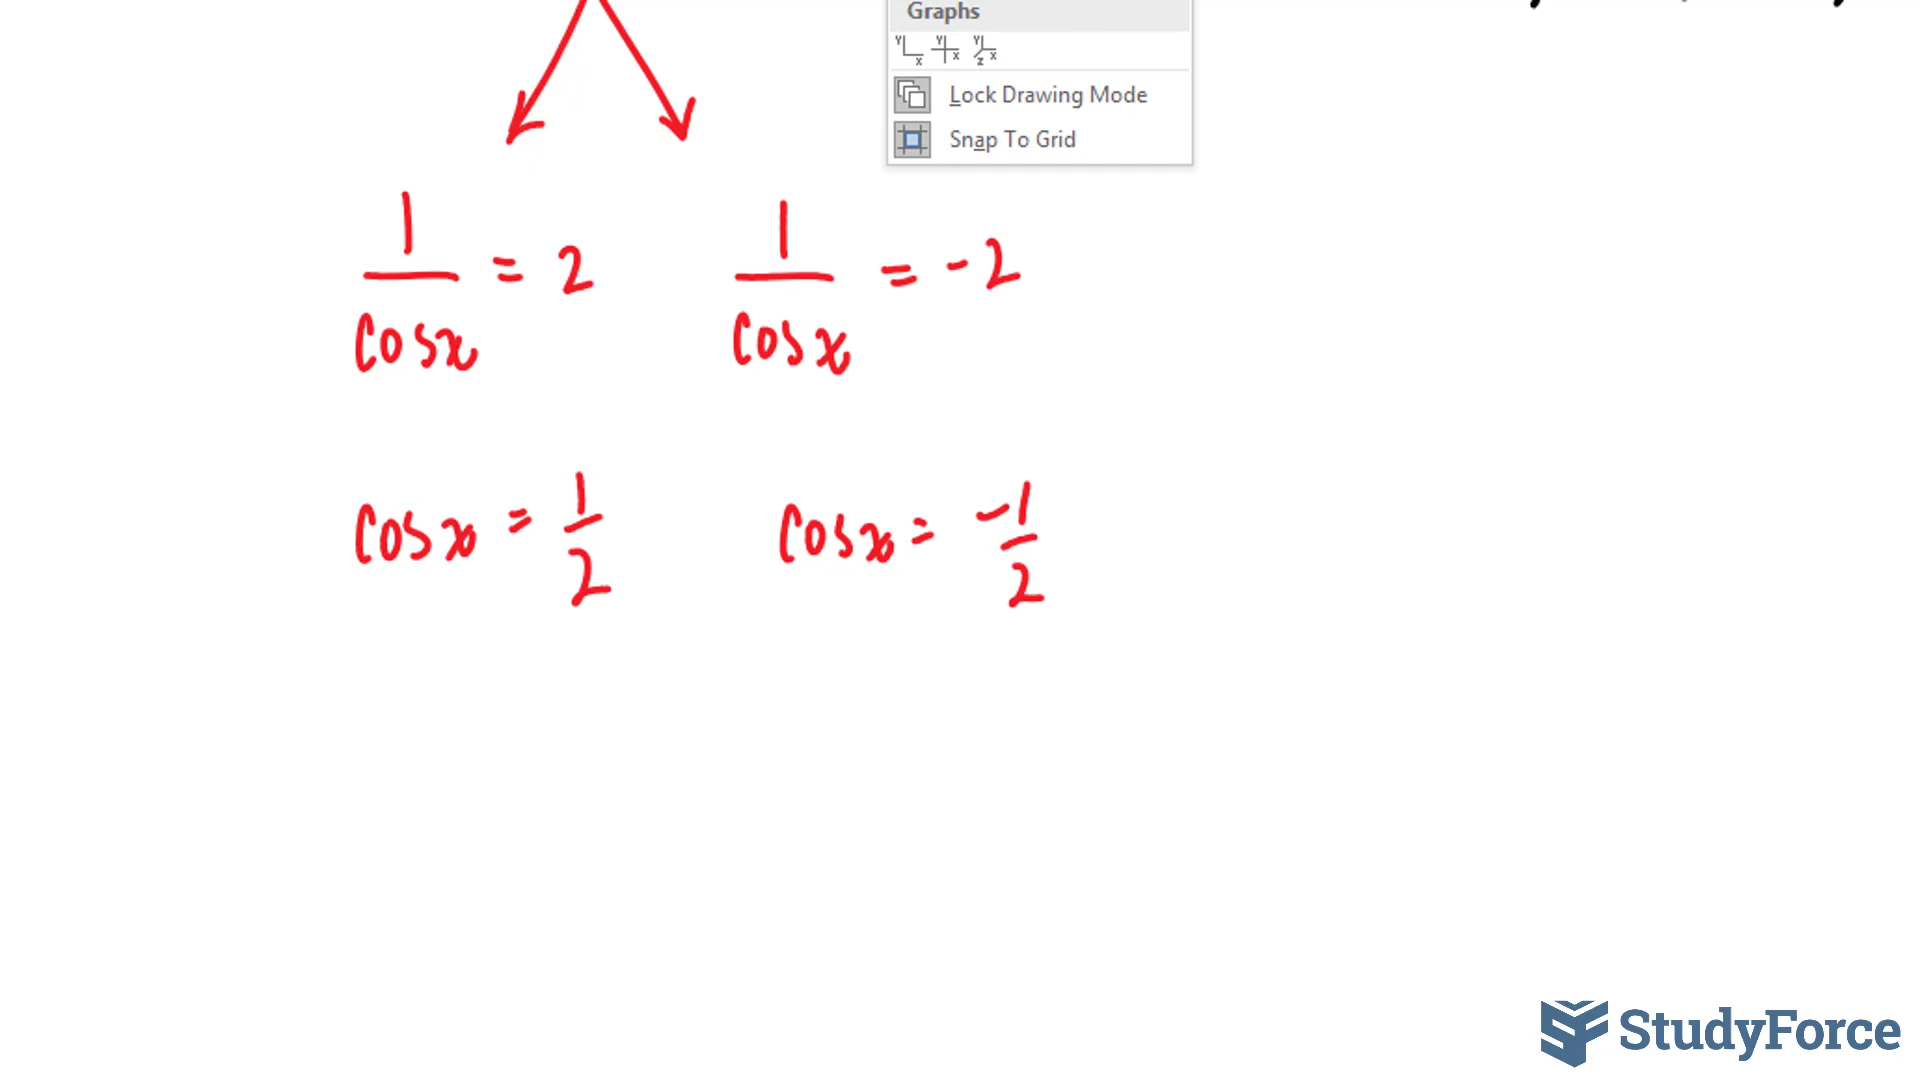 Graphs
Lock Drawing Mode
Snap To Grid
1/cosx = 2
1/cosx = -2
cosx = 1/2
cosx = -1/2
StudyForce